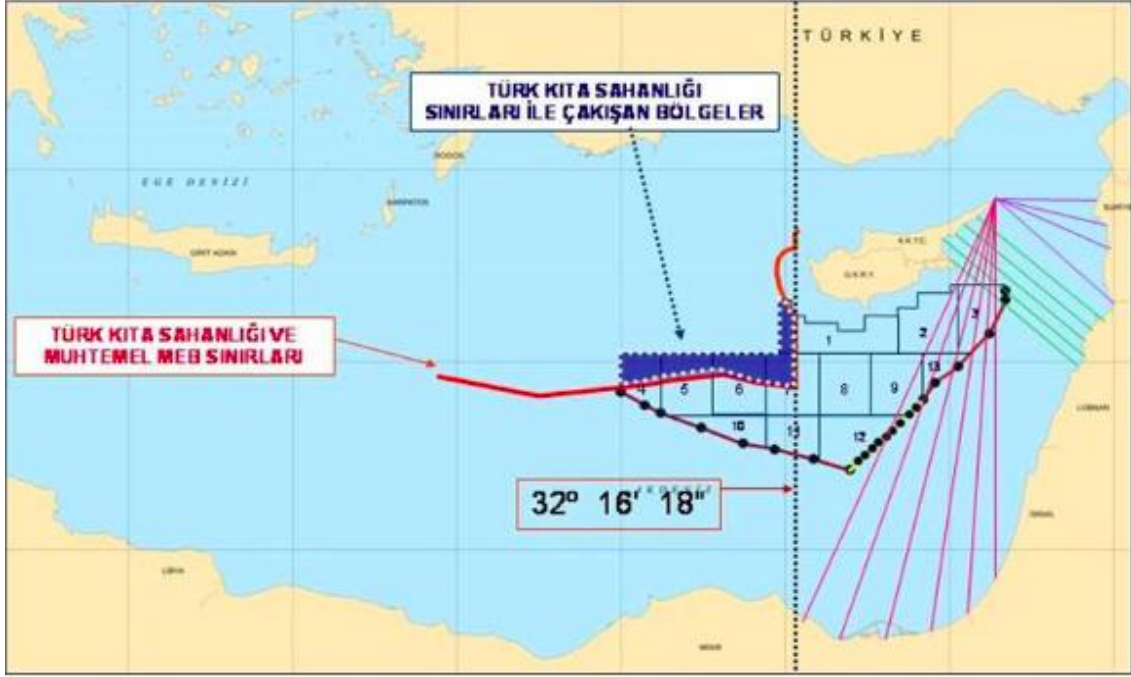 TÜRKİYE
TÜRK KITA SAHANLIĞI
SINIRLARI İLE ÇAKIŞAN BÖLGELER
RODOS
EGE DENİZİ
GİRİT ADASI
K.K.T.C.
G.K.R.Y.
TÜRK KITA SAHANLIĞI VE
MUHTEMEL MEB SINIRLARI
1
2
3
4
5
6
7
8
9
13
10
11
12
32° 16' 18"
AKDENİZ
LÜBNAN
İSRAİL
LİBYA
MISIR